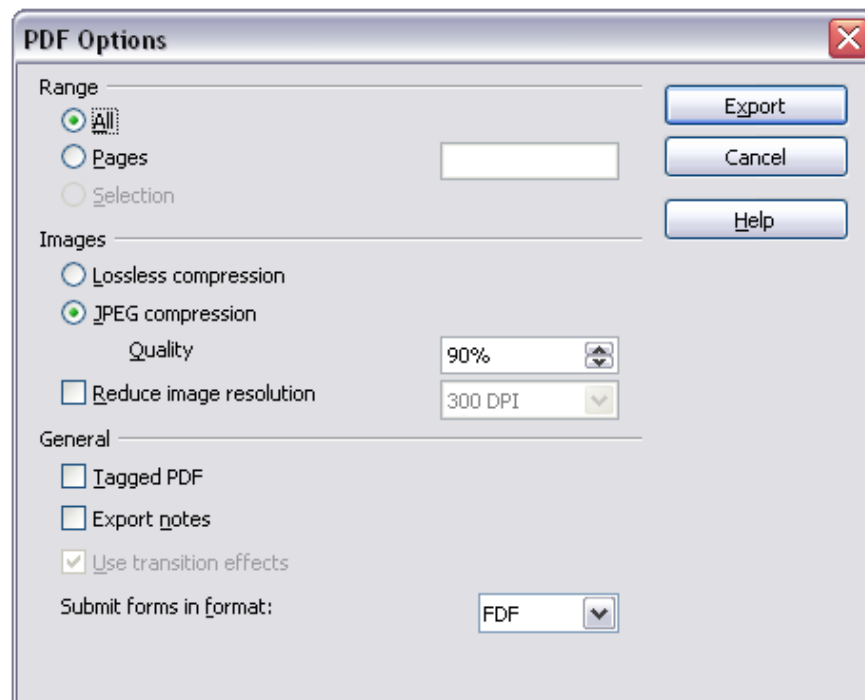 PDF Options
Range
All
Pages
Selection
Images
Lossless compression
JPEG compression
Quality 90%
Reduce image resolution 300 DPI
General
Tagged PDF
Export notes
Use transition effects
Submit forms in format: FDF
Export
Cancel
Help